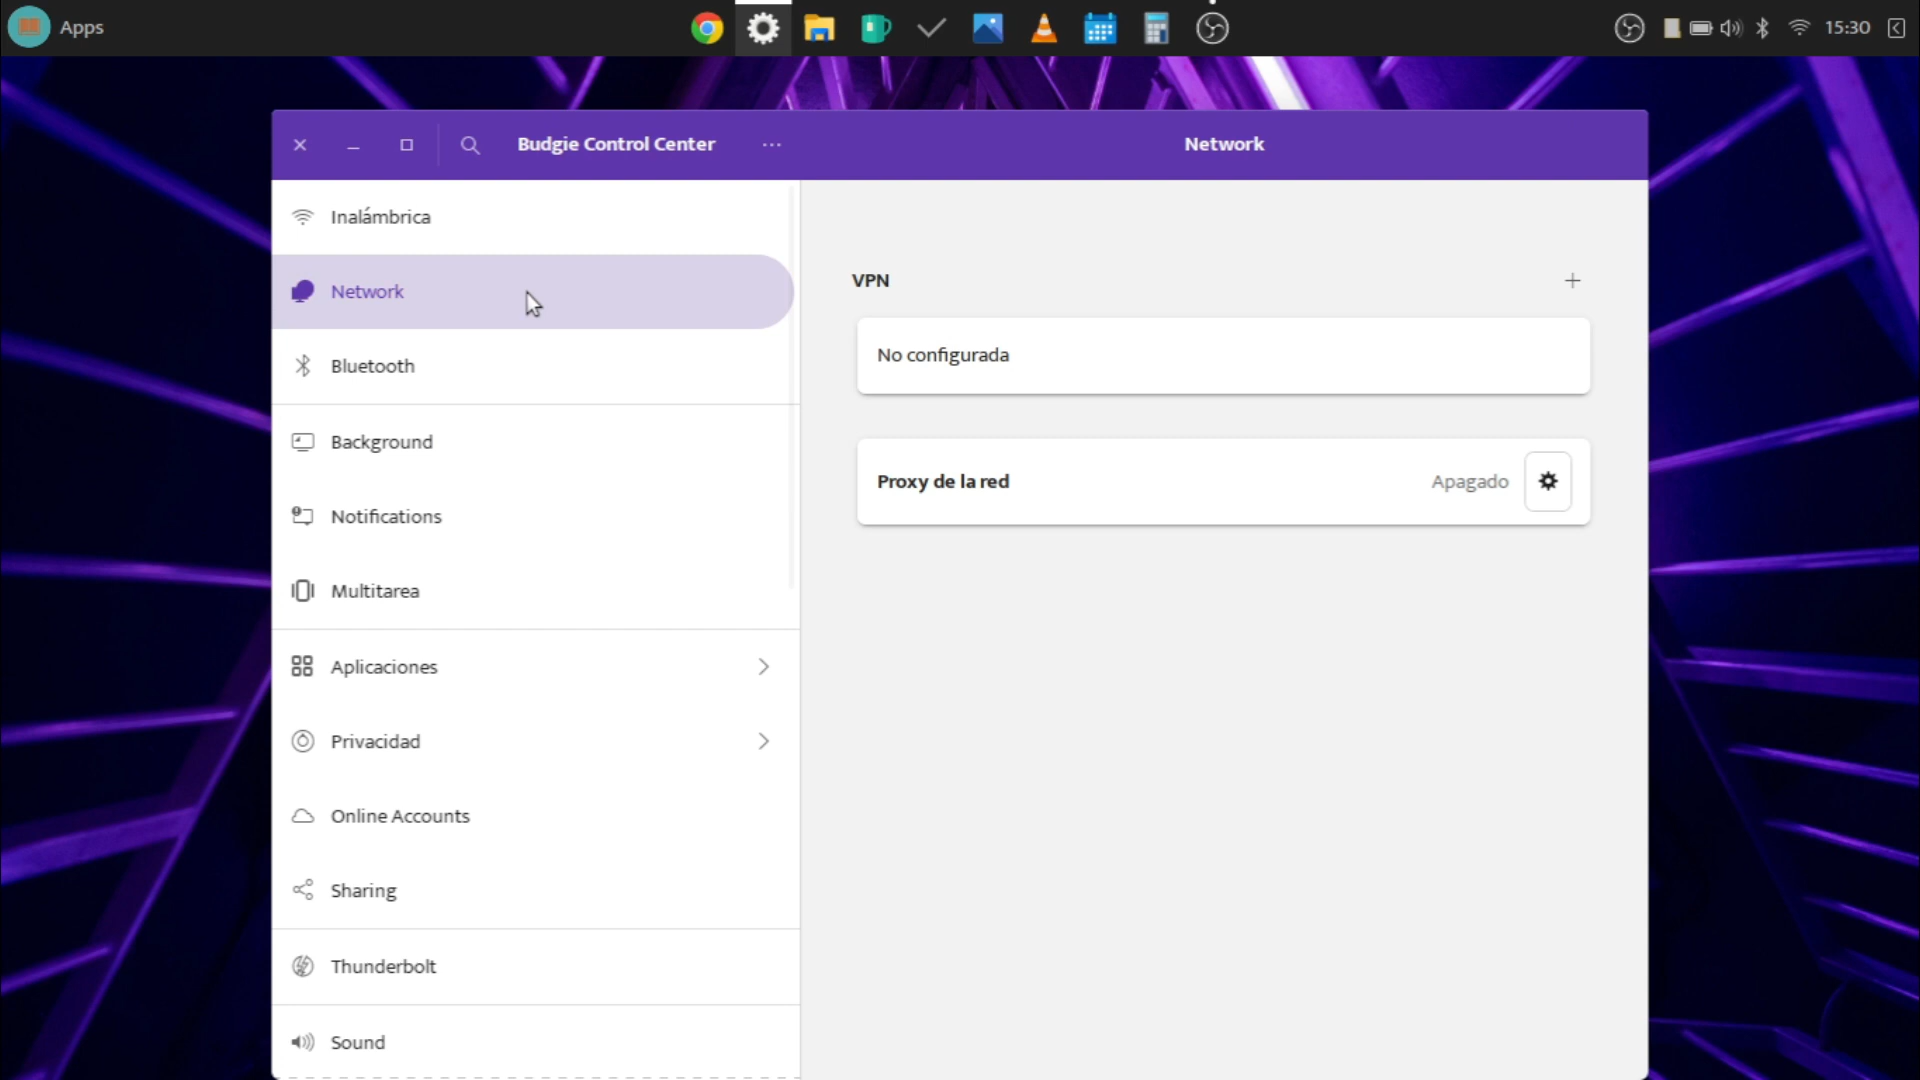 Apps
15:30
Budgie Control Center
Network
Inalámbrica
Network
Bluetooth
Background
Notifications
Multitarea
Aplicaciones
Privacidad
Online Accounts
Sharing
Thunderbolt
Sound
VPN
No configurada
Proxy de la red
Apagado